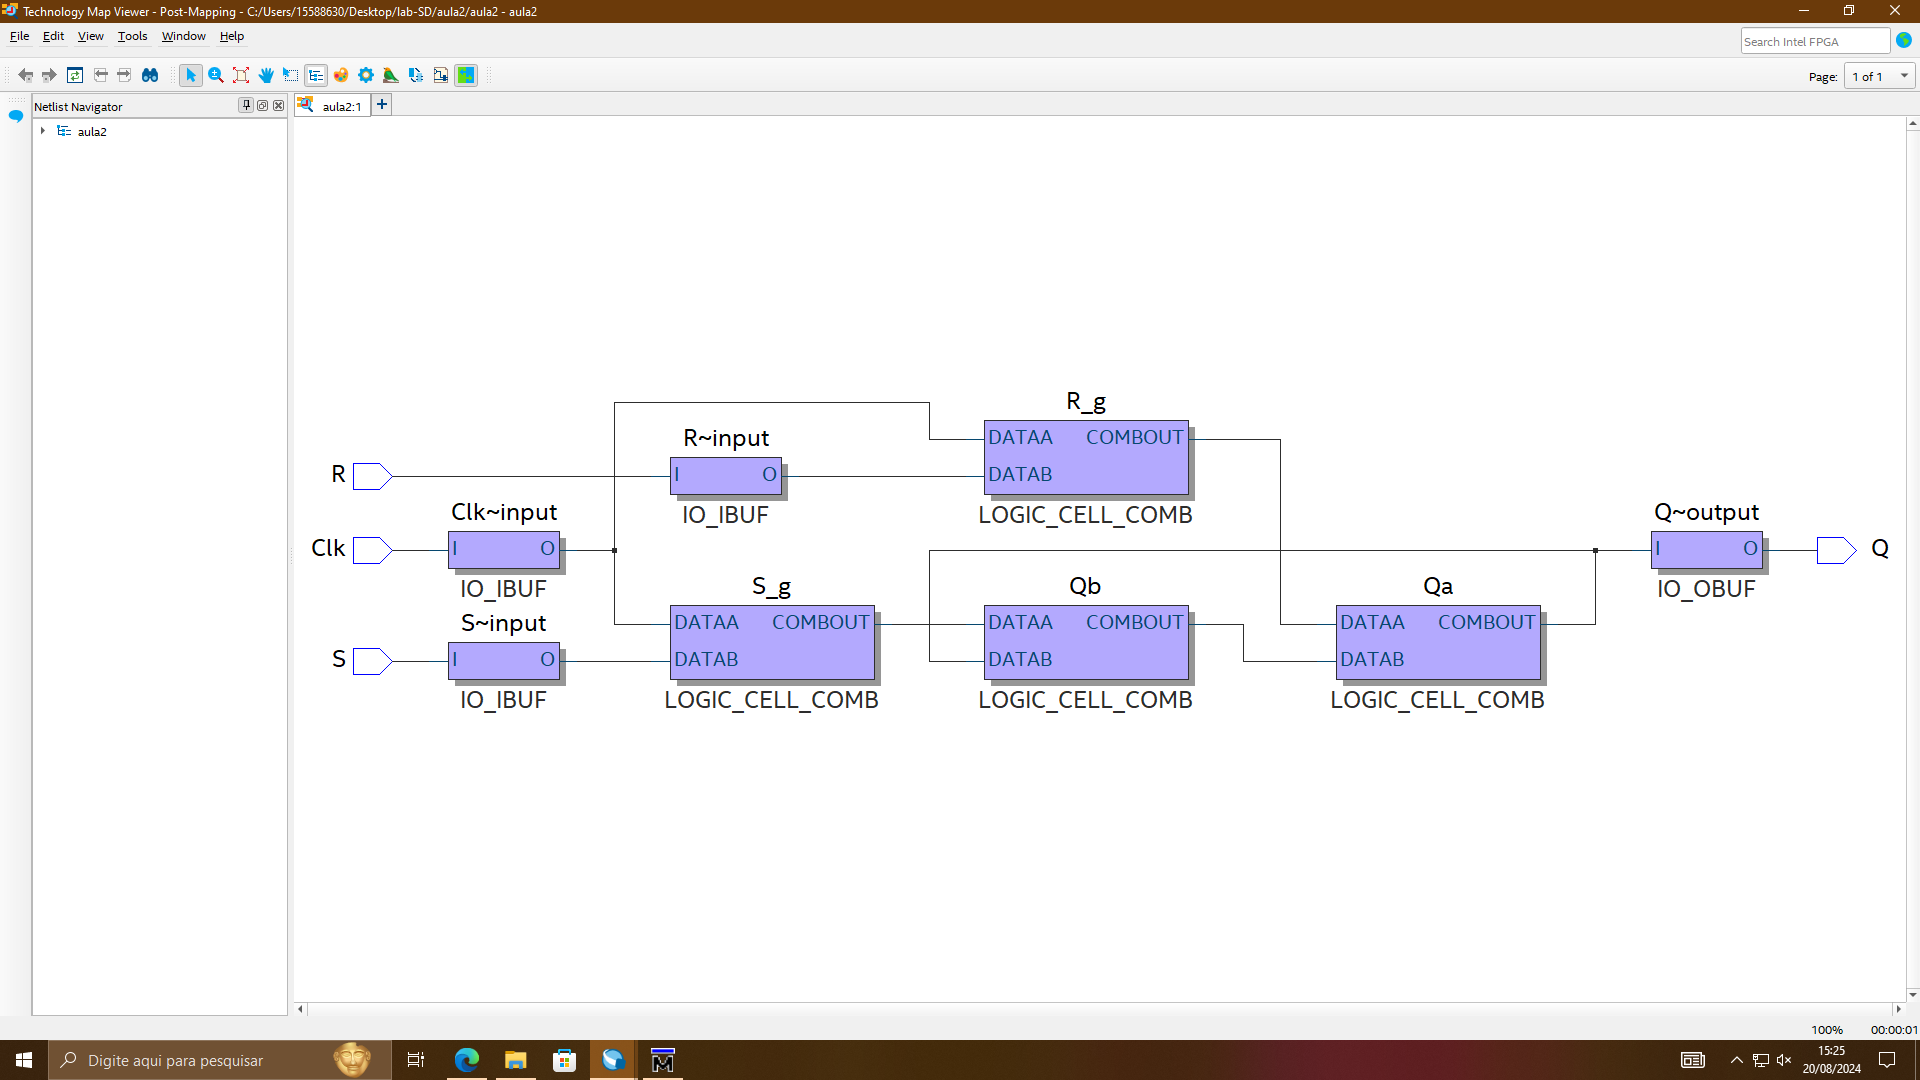 Technology Map Viewer - Post-Mapping - C:/Users/15588630/Desktop/lab-SD/aula2/aula2 - aula2
File Edit View Tools Window Help
Search Intel FPGA
Page: 1 of 1
Netlist Navigator
aula2:1
aula2
R_g
R~input
DATAA COMBOUT
R
I O
DATAB
Clk~input
IO_IBUF
LOGIC_CELL_COMB
Q~output
Clk
I O
I O
Q
IO_IBUF
S_g
Qb
Qa
IO_OBUF
S~input
DATAA COMBOUT
DATAA COMBOUT
DATAA COMBOUT
S
I O
DATAB
DATAB
DATAB
IO_IBUF
LOGIC_CELL_COMB
LOGIC_CELL_COMB
LOGIC_CELL_COMB
100% 00:00:01
Digite aqui para pesquisar
15:25
20/08/2024